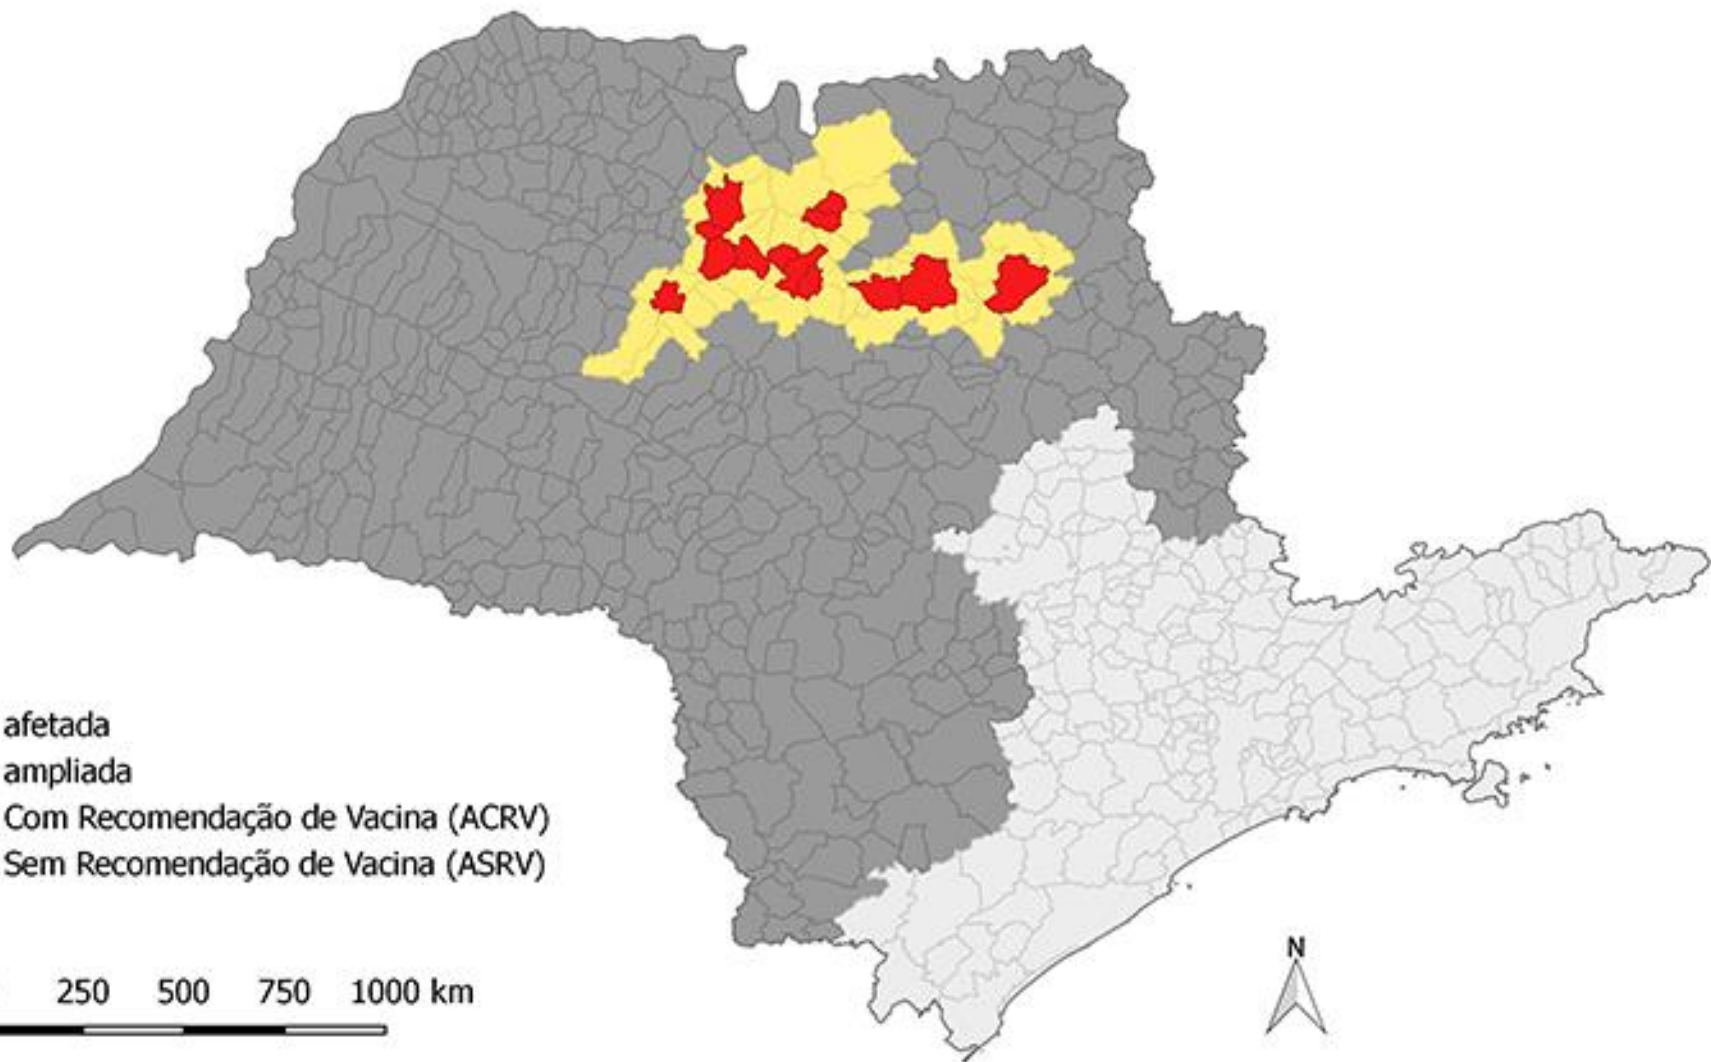 afetada
ampliada
Com Recomendação de Vacina (ACRV)
Sem Recomendação de Vacina (ASRV)
250 500 750 1000 km
N